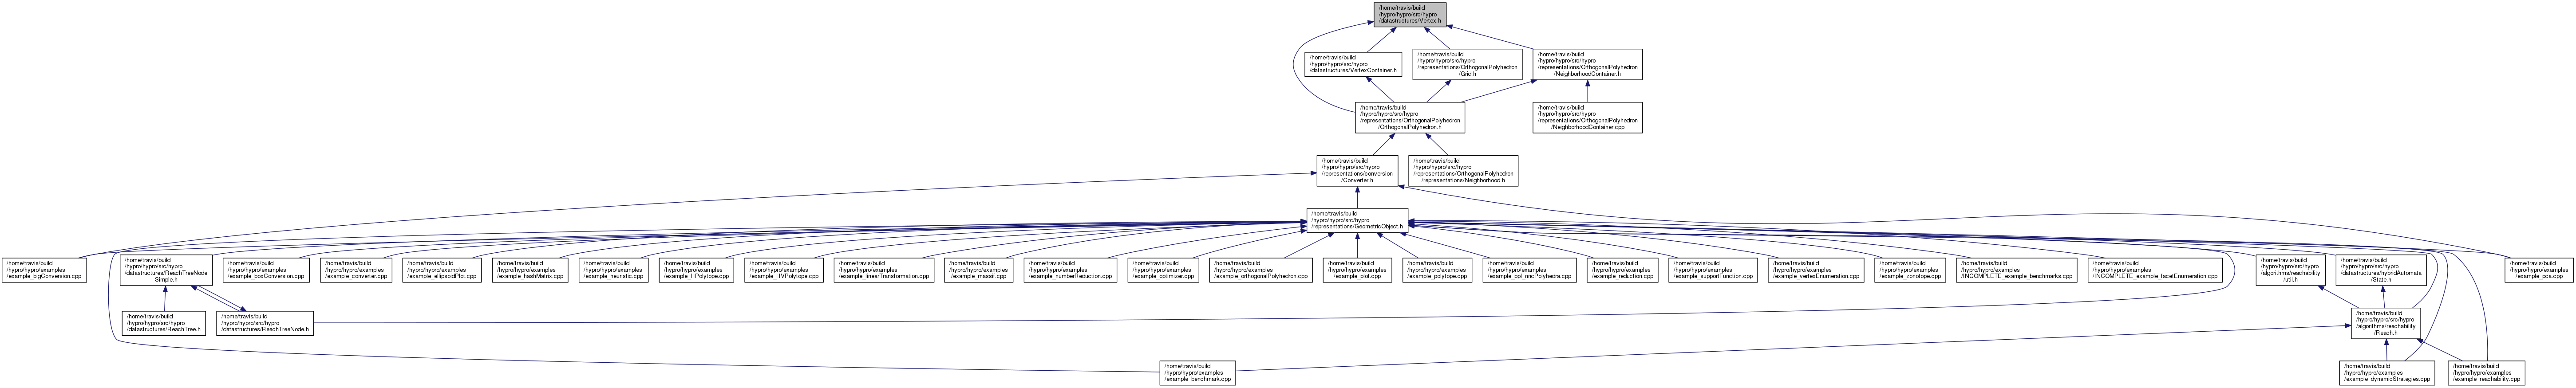 /home/travis/build
/hypro/hypro/src/hypro
/datastructures/Vertex.h
/home/travis/build
/hypro/hypro/src/hypro
/datastructures/VertexContainer.h
/home/travis/build
/hypro/hypro/src/hypro
/representations/OrthogonalPolyhedron
/Grid.h
/home/travis/build
/hypro/hypro/src/hypro
/representations/OrthogonalPolyhedron
/NeighborhoodContainer.h
/home/travis/build
/hypro/hypro/src/hypro
/representations/OrthogonalPolyhedron
/OrthogonalPolyhedron.h
/home/travis/build
/hypro/hypro/src/hypro
/representations/OrthogonalPolyhedron
/NeighborhoodContainer.cpp
/home/travis/build
/hypro/hypro/src/hypro
/representations/conversion
/Converter.h
/home/travis/build
/hypro/hypro/src/hypro
/representations/OrthogonalPolyhedron
/representations/Neighborhood.h
/home/travis/build
/hypro/hypro/src/hypro
/representations/GeometricObject.h
/home/travis/build
/hypro/hypro/examples
/example_bigConversion.cpp
/home/travis/build
/hypro/hypro/src/hypro
/datastructures/ReachTreeNode
Simple.h
/home/travis/build
/hypro/hypro/examples
/example_boxConversion.cpp
/home/travis/build
/hypro/hypro/examples
/example_converter.cpp
/home/travis/build
/hypro/hypro/examples
/example_ellipsoidPlot.cpp
/home/travis/build
/hypro/hypro/examples
/example_hashMatrix.cpp
/home/travis/build
/hypro/hypro/examples
/example_heuristic.cpp
/home/travis/build
/hypro/hypro/examples
/example_HPolytope.cpp
/home/travis/build
/hypro/hypro/examples
/example_HVPolytope.cpp
/home/travis/build
/hypro/hypro/examples
/example_linearTransformation.cpp
/home/travis/build
/hypro/hypro/examples
/example_massif.cpp
/home/travis/build
/hypro/hypro/examples
/example_numberReduction.cpp
/home/travis/build
/hypro/hypro/examples
/example_optimizer.cpp
/home/travis/build
/hypro/hypro/examples
/example_orthogonalPolyhedron.cpp
/home/travis/build
/hypro/hypro/examples
/example_plot.cpp
/home/travis/build
/hypro/hypro/examples
/example_polytope.cpp
/home/travis/build
/hypro/hypro/examples
/example_ppl_nncPolyhedra.cpp
/home/travis/build
/hypro/hypro/examples
/example_reduction.cpp
/home/travis/build
/hypro/hypro/examples
/example_supportFunction.cpp
/home/travis/build
/hypro/hypro/examples
/example_vertexEnumeration.cpp
/home/travis/build
/hypro/hypro/examples
/example_zonotope.cpp
/home/travis/build
/hypro/hypro/examples
/INCOMPLETE_example_benchmarks.cpp
/home/travis/build
/hypro/hypro/examples
/INCOMPLETE_example_facetEnumeration.cpp
/home/travis/build
/hypro/hypro/src/hypro
/algorithms/reachability
/util.h
/home/travis/build
/hypro/hypro/src/hypro
/datastructures/hybridAutomata
/State.h
/home/travis/build
/hypro/hypro/examples
/example_pca.cpp
/home/travis/build
/hypro/hypro/src/hypro
/datastructures/ReachTree.h
/home/travis/build
/hypro/hypro/src/hypro
/datastructures/ReachTreeNode.h
/home/travis/build
/hypro/hypro/src/hypro
/algorithms/reachability
/Reach.h
/home/travis/build
/hypro/hypro/examples
/example_benchmark.cpp
/home/travis/build
/hypro/hypro/examples
/example_dynamicStrategies.cpp
/home/travis/build
/hypro/hypro/examples
/example_reachability.cpp